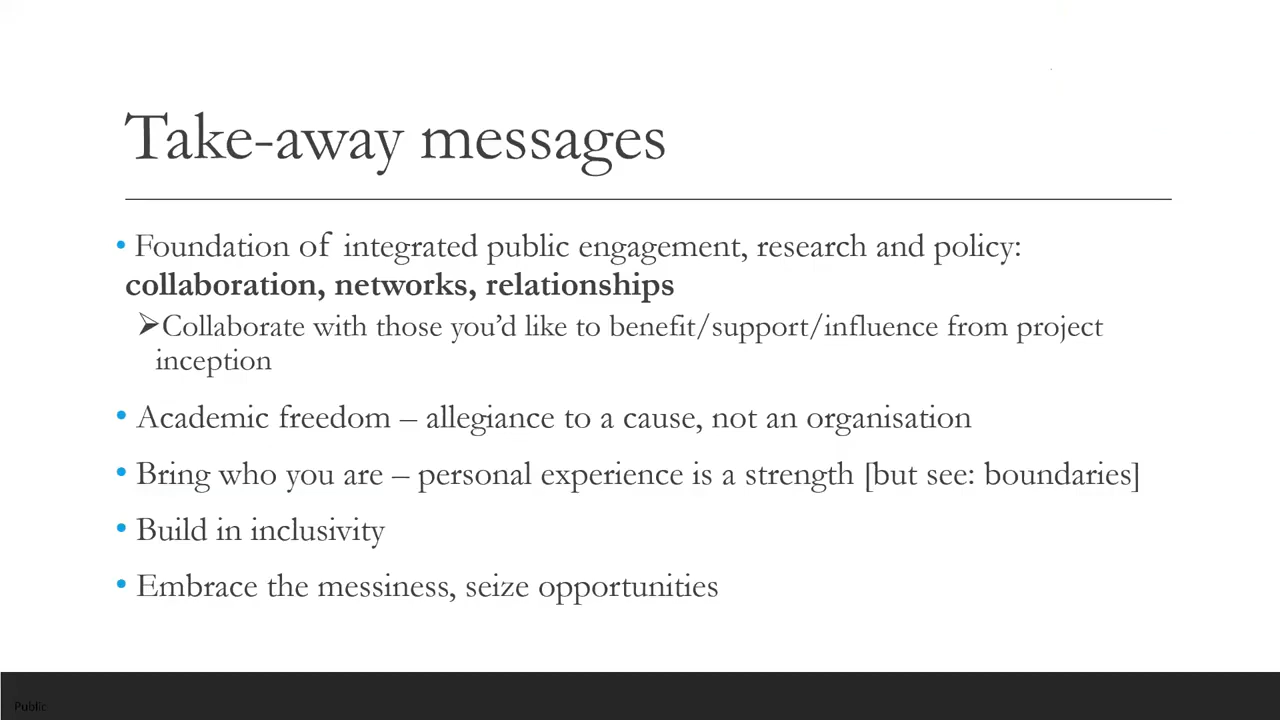 Take-away messages
• Foundation of integrated public engagement, research and policy:
collaboration, networks, relationships
➢Collaborate with those you’d like to benefit/support/influence from project
inception
• Academic freedom – allegiance to a cause, not an organisation
• Bring who you are – personal experience is a strength [but see: boundaries]
• Build in inclusivity
• Embrace the messiness, seize opportunities
Public